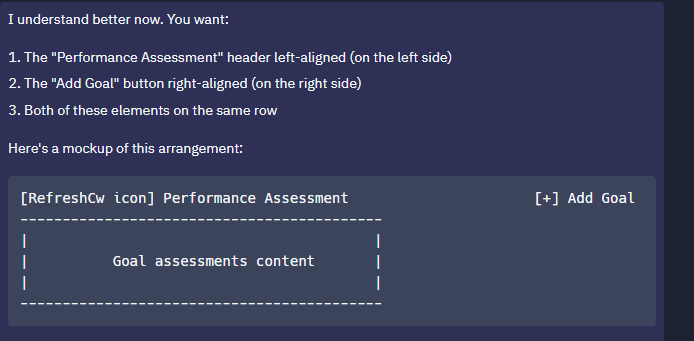 I understand better now. You want:
1. The "Performance Assessment" header left-aligned (on the left side)
2. The "Add Goal" button right-aligned (on the right side)
3. Both of these elements on the same row
Here's a mockup of this arrangement:
[RefreshCw icon] Performance Assessment                      [+] Add Goal
-------------------------------------------
|                                         |
|          Goal assessments content       |
|                                         |
-------------------------------------------